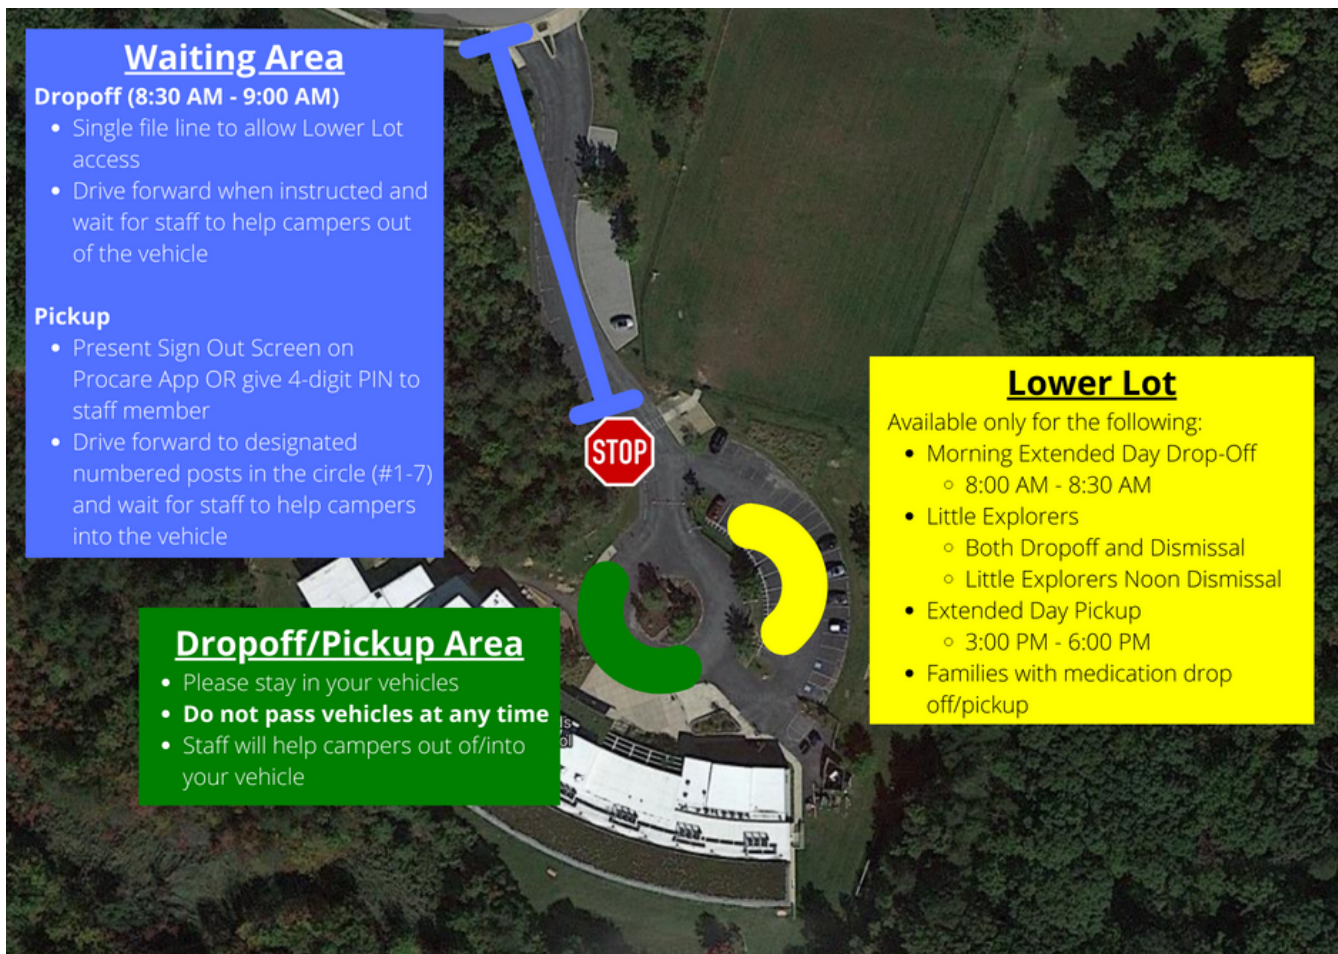 Waiting Area
Dropoff (8:30 AM - 9:00 AM)
• Single file line to allow Lower Lot
access
• Drive forward when instructed and
wait for staff to help campers out
of the vehicle
Pickup
• Present Sign Out Screen on
Procare App OR give 4-digit PIN to
staff member
• Drive forward to designated
numbered posts in the circle (#1-7)
and wait for staff to help campers
into the vehicle
STOP
Lower Lot
Available only for the following:
• Morning Extended Day Drop-Off
◦ 8:00 AM - 8:30 AM
• Little Explorers
◦ Both Dropoff and Dismissal
◦ Little Explorers Noon Dismissal
• Extended Day Pickup
◦ 3:00 PM - 6:00 PM
• Families with medication drop
off/pickup
Dropoff/Pickup Area
• Please stay in your vehicles
• Do not pass vehicles at any time
• Staff will help campers out of/into
your vehicle